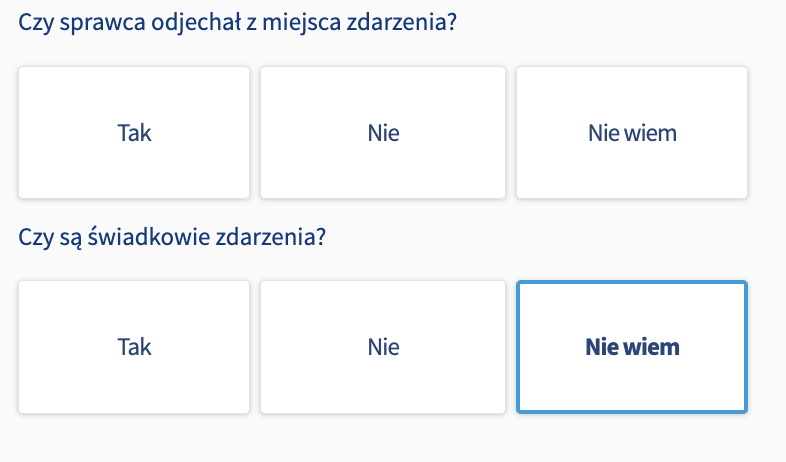 Czy sprawca odjechał z miejsca zdarzenia?
Tak
Nie
Nie wiem
Czy są świadkowie zdarzenia?
Tak
Nie
Nie wiem